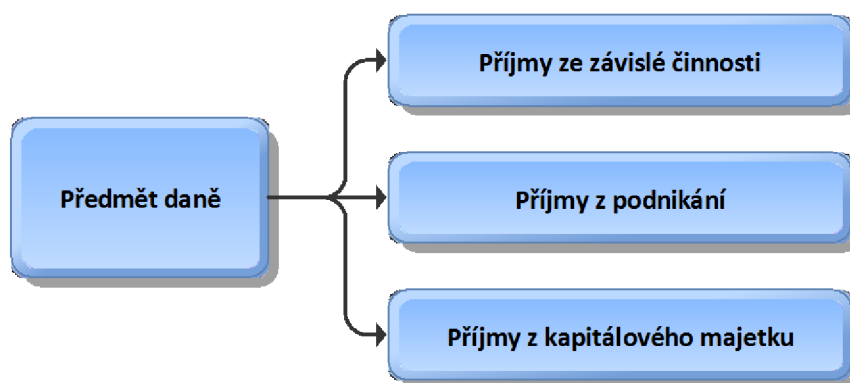 Předmět daně
Příjmy ze závislé činnosti
Příjmy z podnikání
Příjmy z kapitálového majetku